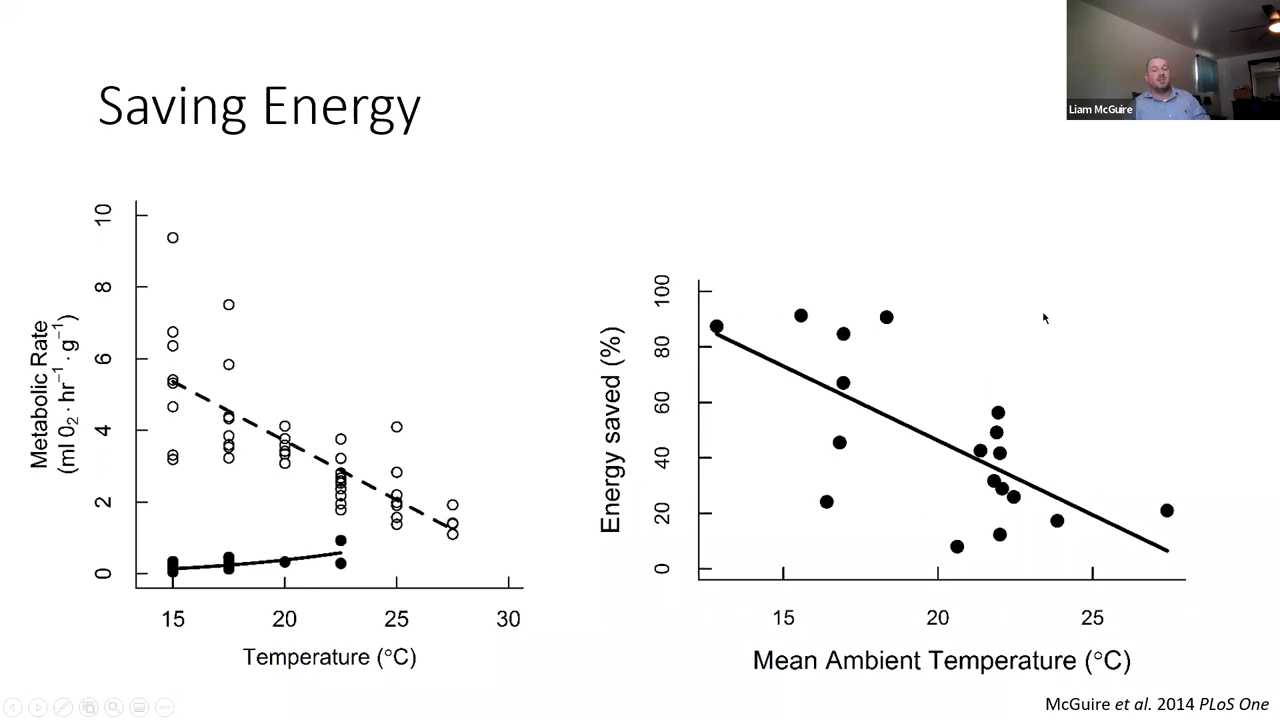 Liam McGuire
Saving Energy
Metabolic Rate
(ml 0₂ · hr⁻¹ · g⁻¹)
10
8
6
4
2
0
15 20 25 30
Temperature (°C)
Energy saved (%)
100
80
60
40
20
0
15 20 25
Mean Ambient Temperature (°C)
McGuire et al. 2014 PLoS One